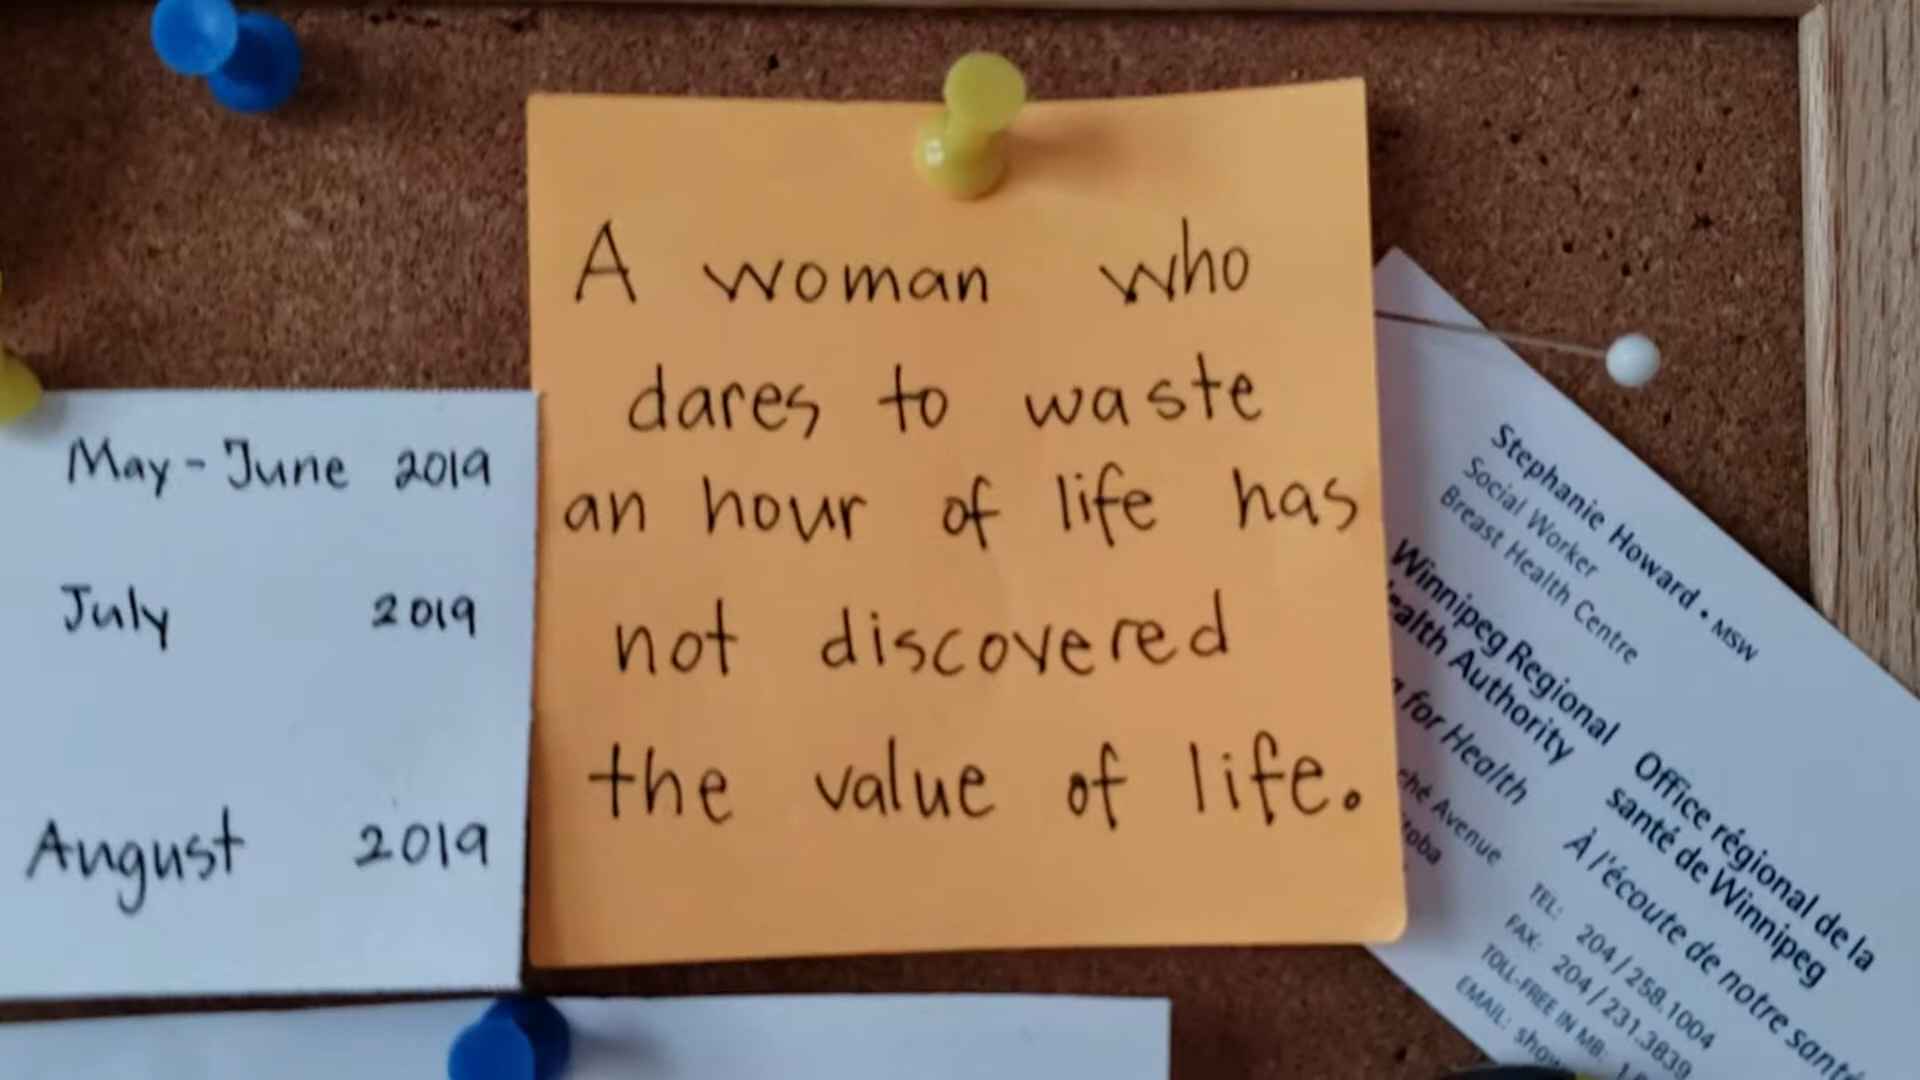 May-June 2019
July 2019
August 2019
A woman who
dares to waste
an hour of life has
not discovered
the value of life.
Stephanie Howard • MSW
Social Worker
Breast Health Centre
Winnipeg Regional
Health Authority
for Health
Avenue
Office régional de la
santé de Winnipeg
À l'écoute de notre santé
TEL: 204/258.1004
FAX: 204/231.3839
TOLL-FREE IN MB:
EMAIL: